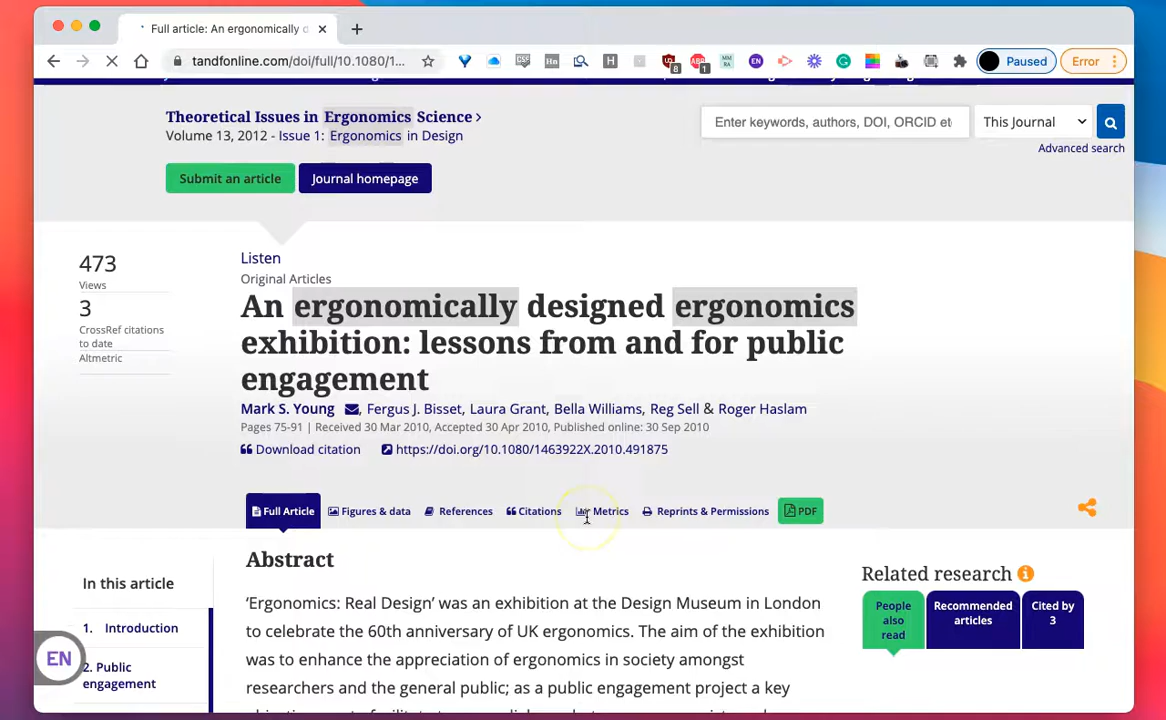 Full article: An ergonomically d
tandfonline.com/doi/full/10.1080/1...
CSE
Hn
H
8
1
MM RA
EN
Paused
Error
Theoretical Issues in Ergonomics Science
Volume 13, 2012 - Issue 1: Ergonomics in Design
Enter keywords, authors, DOI, ORCID etc
This Journal
Advanced search
Submit an article
Journal homepage
473
Views
3
CrossRef citations
to date
Altmetric
Listen
Original Articles
An ergonomically designed ergonomics
exhibition: lessons from and for public
engagement
Mark S. Young , Fergus J. Bisset, Laura Grant, Bella Williams, Reg Sell & Roger Haslam
Pages 75-91 | Received 30 Mar 2010, Accepted 30 Apr 2010, Published online: 30 Sep 2010
Download citation https://doi.org/10.1080/1463922X.2010.491875
Full Article Figures & data References Citations Metrics Reprints & Permissions PDF
Abstract
In this article
1. Introduction
2. Public
engagement
EN
'Ergonomics: Real Design' was an exhibition at the Design Museum in London
to celebrate the 60th anniversary of UK ergonomics. The aim of the exhibition
was to enhance the appreciation of ergonomics in society amongst
researchers and the general public; as a public engagement project a key
Related research
People
also
read
Recommended
articles
Cited by
3